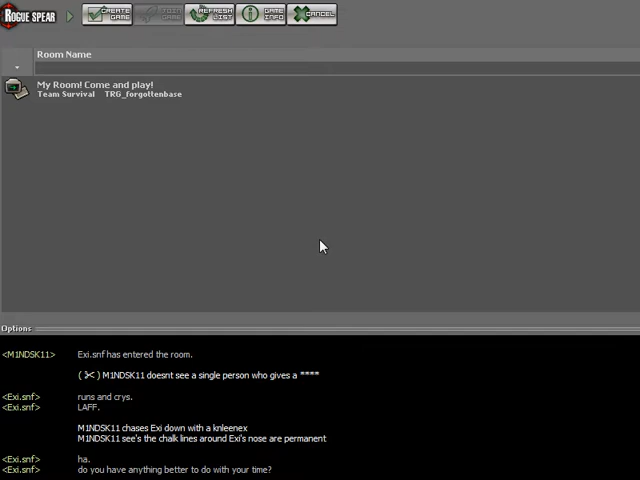 ROGUE SPEAR
CREATE GAME
JOIN GAME
REFRESH LIST
GAME INFO
CANCEL
Room Name
My Room! Come and play!
Team Survival TRG_forgottenbase
Options
<M1NDSK11> Exi.snf has entered the room.
(✂) M1NDSK11 doesnt see a single person who gives a ****
<Exi.snf> runs and crys.
<Exi.snf> LAFF.
M1NDSK11 chases Exi down with a knleenex
M1NDSK11 see's the chalk lines around Exi's nose are permanent
<Exi.snf> ha.
<Exi.snf> do you have anything better to do with your time?